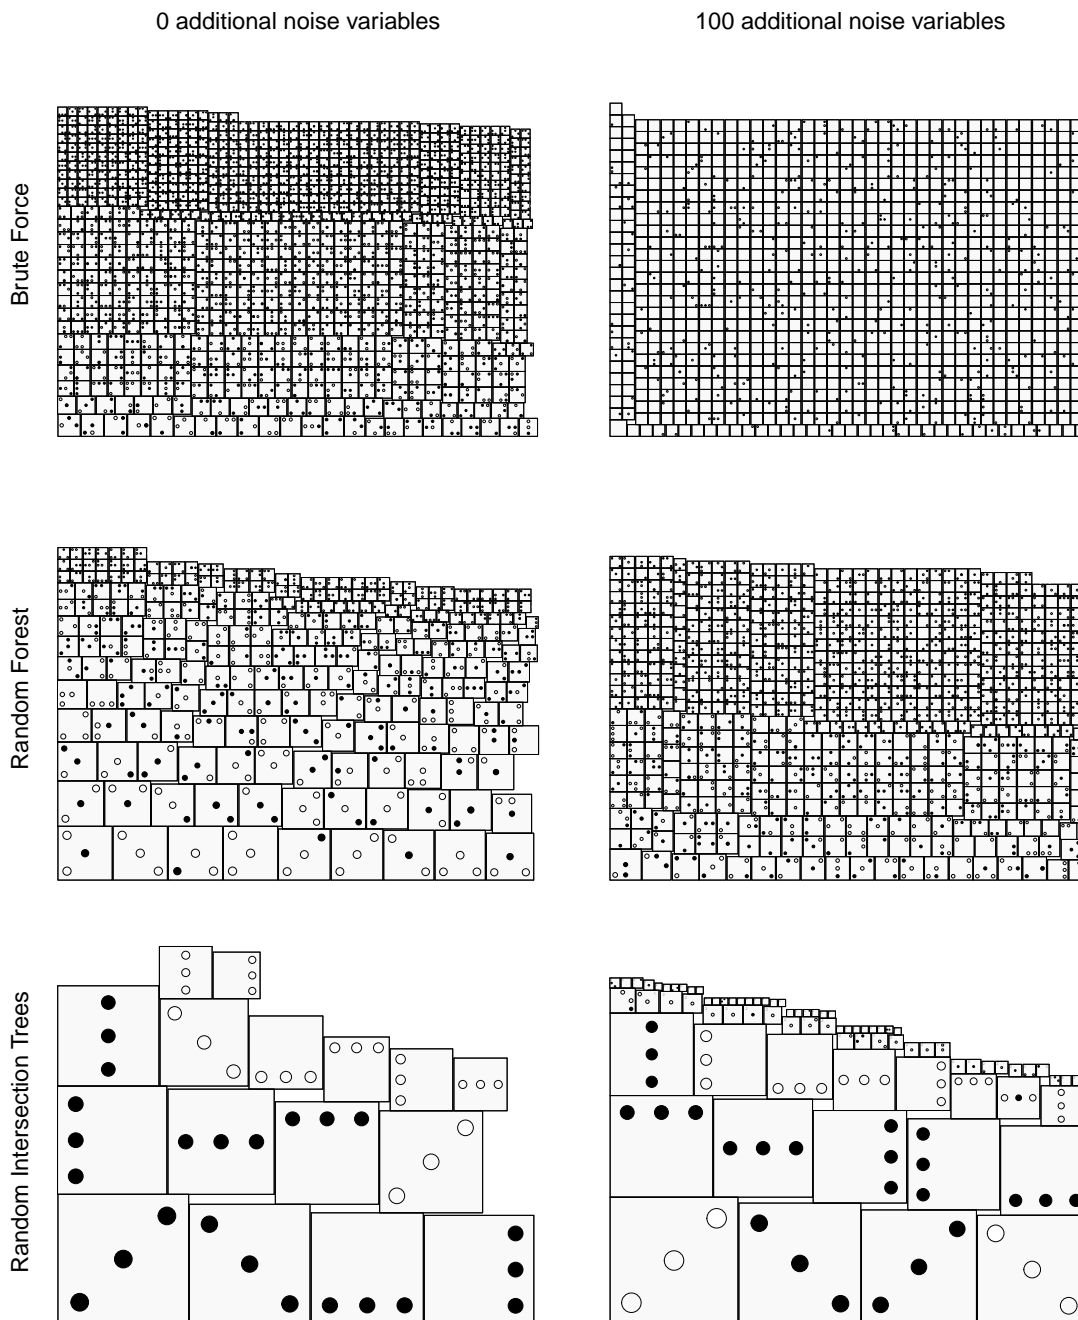 0 additional noise variables
100 additional noise variables
Brute Force
Random Forest
Random Intersection Trees